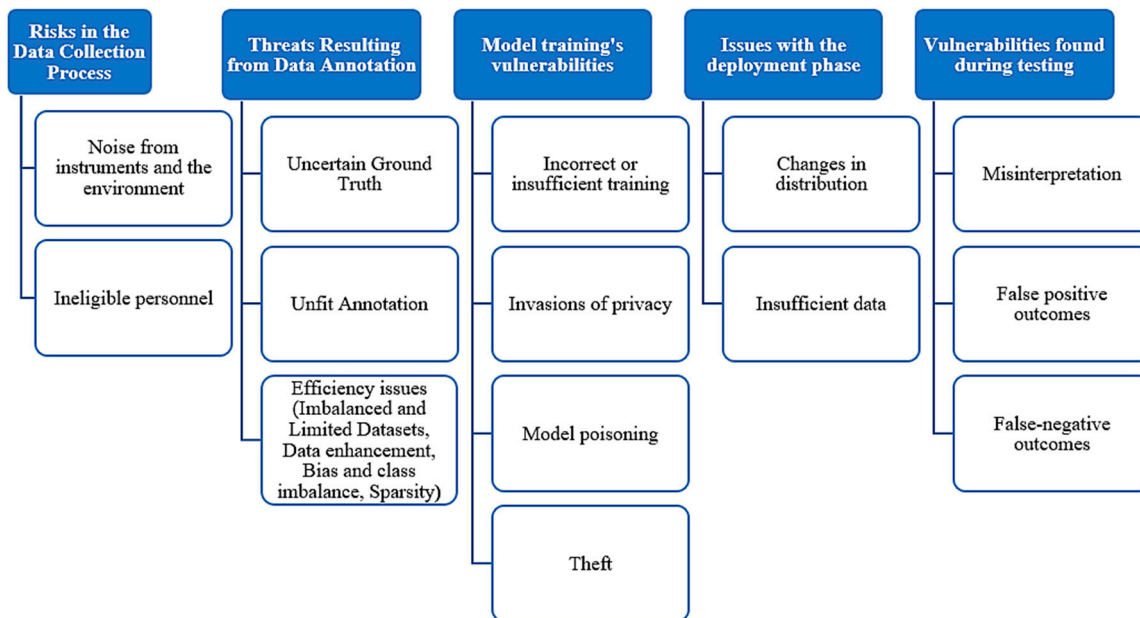 Risks in the
Data Collection
Process
Noise from
instruments and the
environment
Ineligible personnel
Threats Resulting
from Data Annotation
Uncertain Ground
Truth
Unfit Annotation
Efficiency issues
(Imbalanced and
Limited Datasets,
Data enhancement,
Bias and class
imbalance, Sparsity)
Model training's
vulnerabilities
Incorrect or
insufficient training
Invasions of privacy
Model poisoning
Theft
Issues with the
deployment phase
Changes in
distribution
Insufficient data
Vulnerabilities found
during testing
Misinterpretation
False positive
outcomes
False-negative
outcomes